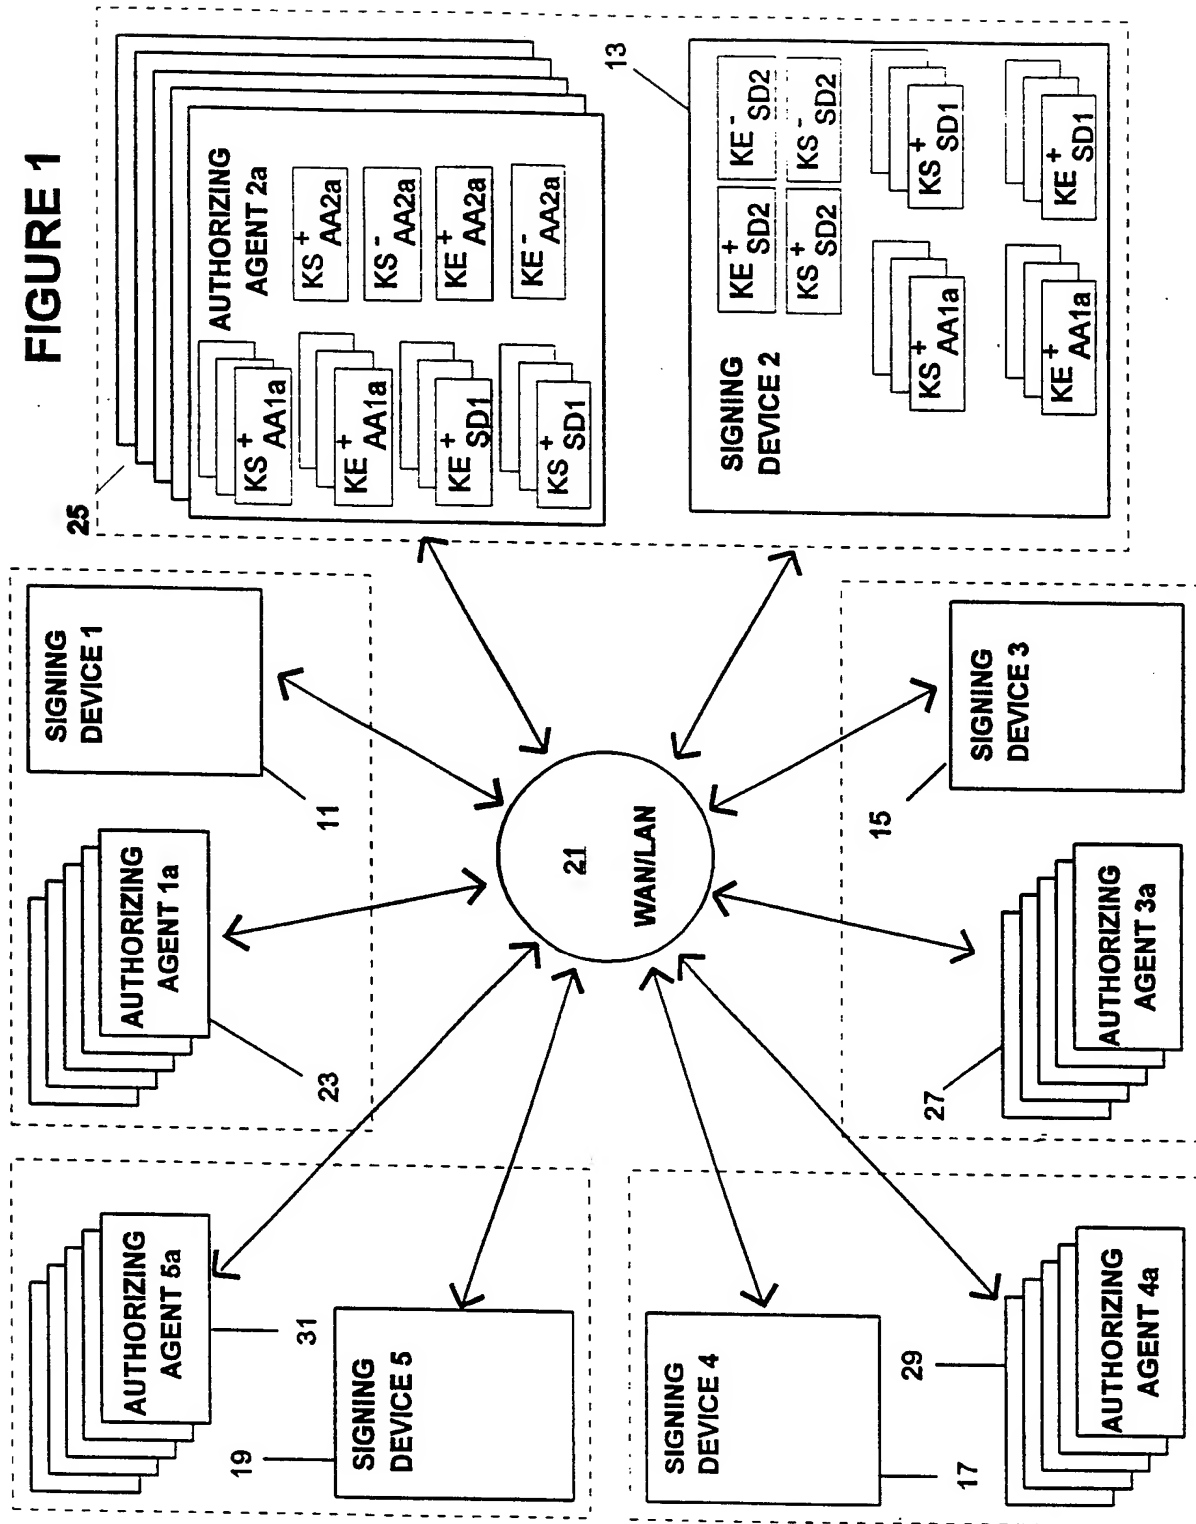 FIGURE 1
25
AUTHORIZING
AGENT 2a
KS+AA1a
KE+AA1a
KE+SD1
KS+SD1
KS+AA2a
KS-AA2a
KE+AA2a
KE-AA2a
13
SIGNING
DEVICE 2
KE+SD2
KE-SD2
KS+SD2
KS-SD2
KS+AA1a
KS+SD1
KE+AA1a
KE+SD1
SIGNING
DEVICE 1
11
AUTHORIZING
AGENT 1a
23
21
WAN/LAN
SIGNING
DEVICE 3
15
AUTHORIZING
AGENT 3a
27
AUTHORIZING
AGENT 5a
31
SIGNING
DEVICE 5
19
SIGNING
DEVICE 4
17
AUTHORIZING
AGENT 4a
29